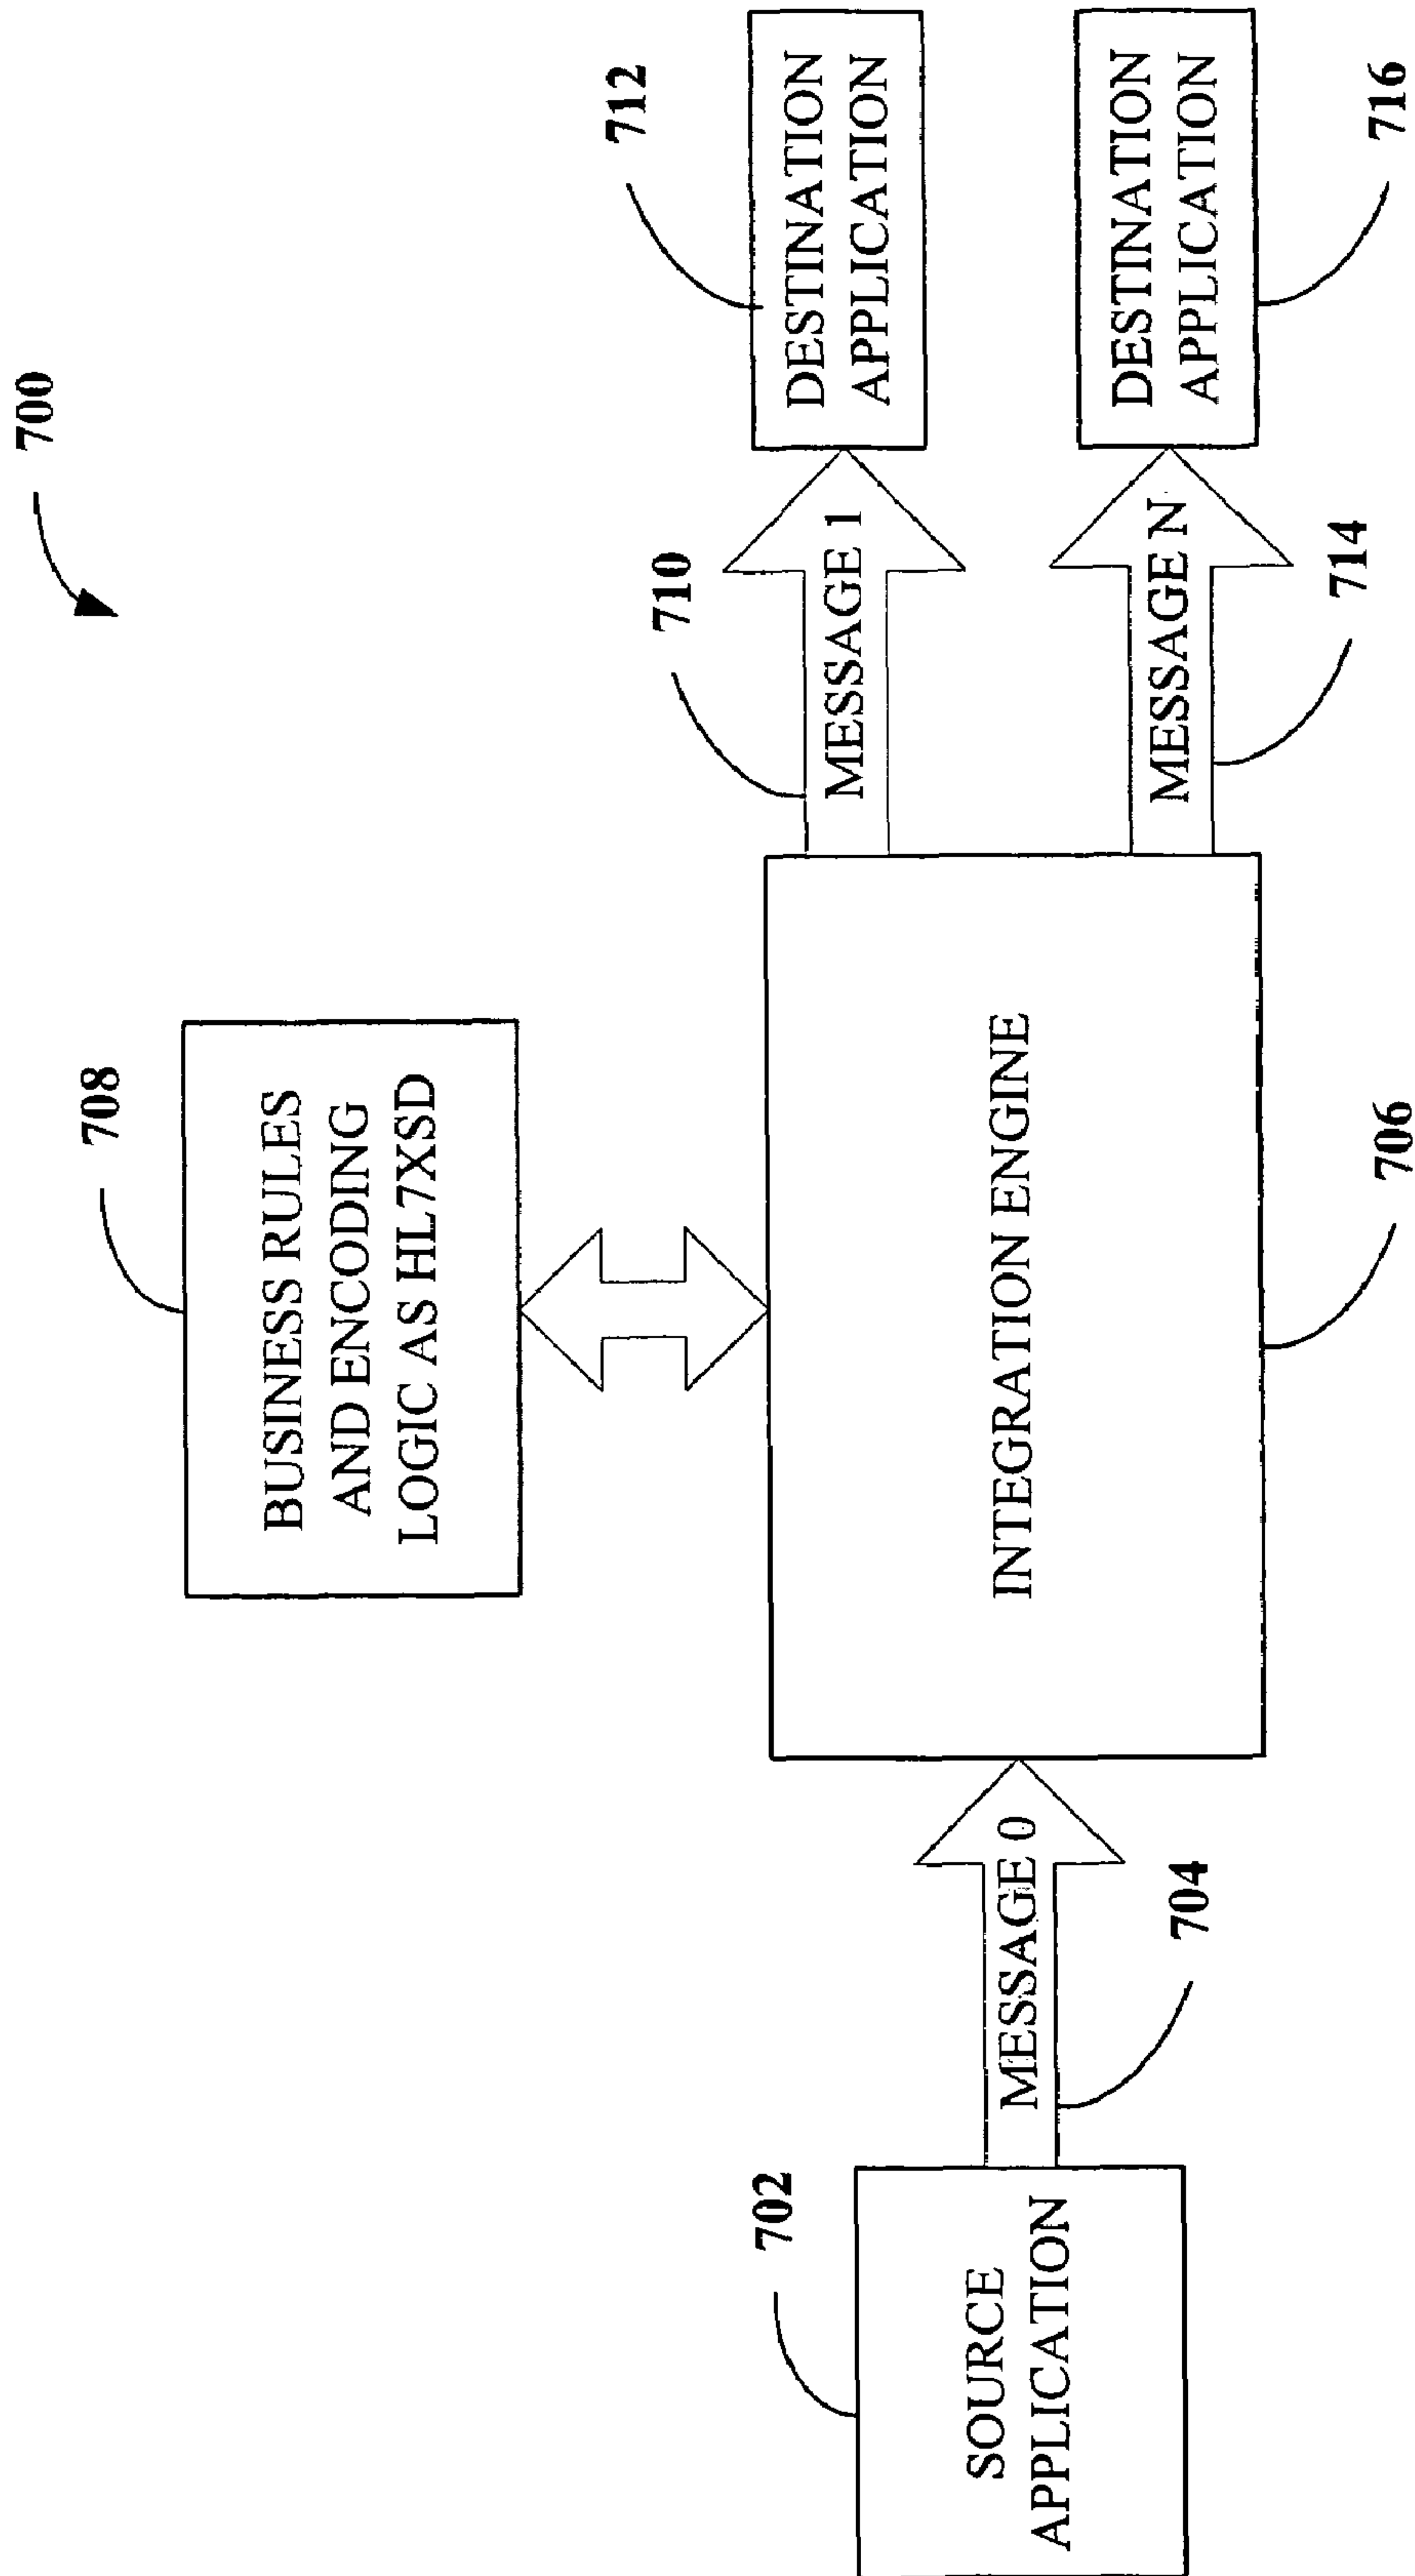 700
708
BUSINESS RULES
AND ENCODING
LOGIC AS HL7XSD
702
SOURCE
APPLICATION
MESSAGE 0
704
INTEGRATION ENGINE
706
710
MESSAGE 1
712
DESTINATION
APPLICATION
MESSAGE N
714
DESTINATION
APPLICATION
716